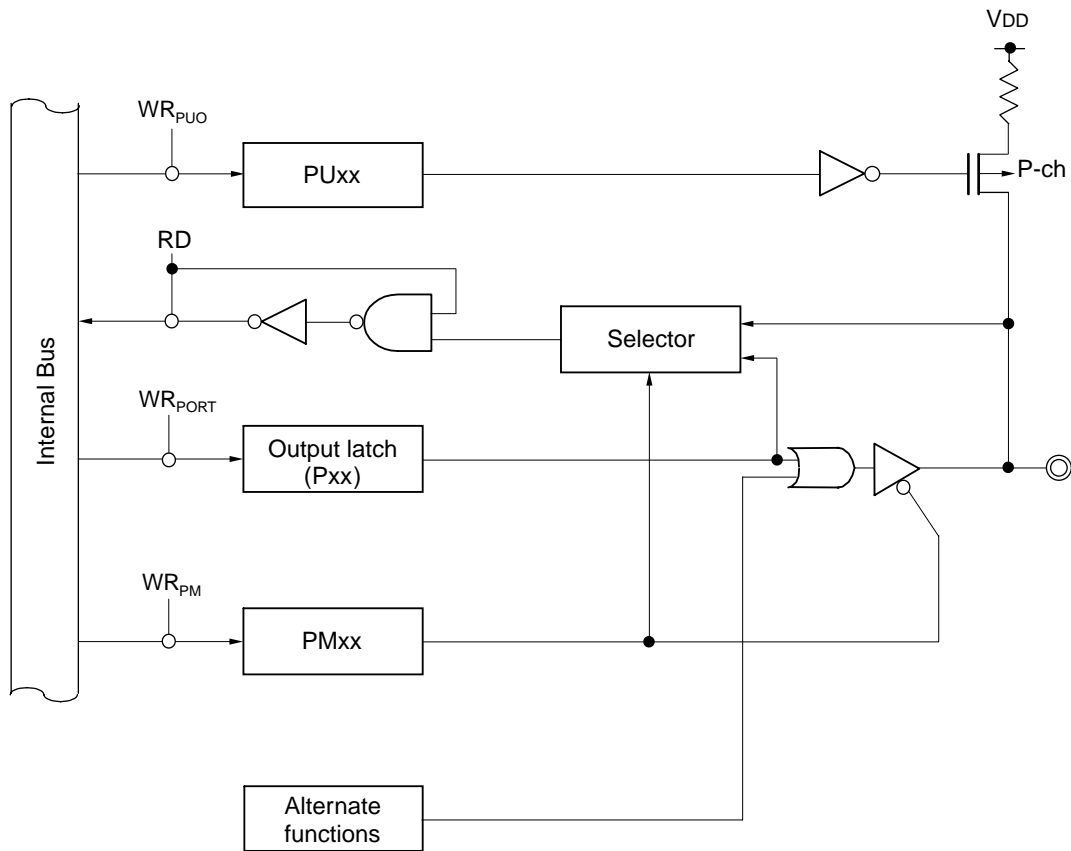 VDD
WRPUO
PUxx
P-ch
RD
Selector
Internal Bus
WRPORT
Output latch
(Pxx)
WRPM
PMxx
Alternate
functions